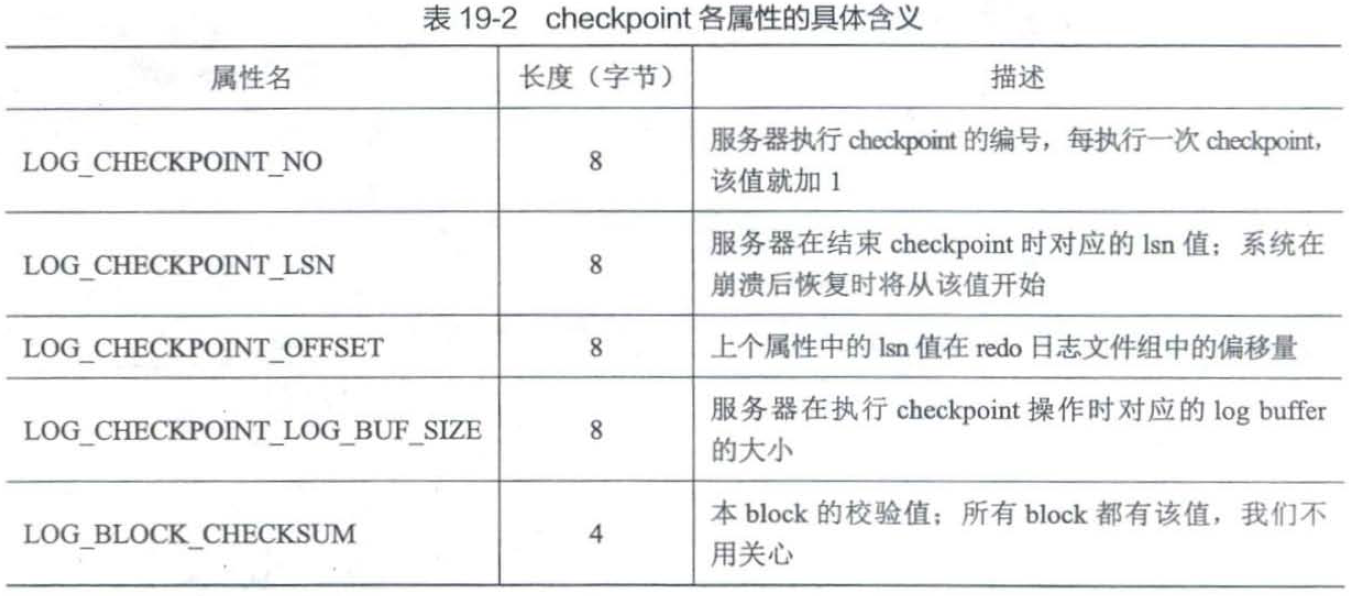 表 19-2 checkpoint 各属性的具体含义
属性名 长度（字节） 描述
LOG_CHECKPOINT_NO 8 服务器执行 checkpoint 的编号，每执行一次 checkpoint，
该值就加 1
LOG_CHECKPOINT_LSN 8 服务器在结束 checkpoint 时对应的 lsn 值；系统在
崩溃后恢复时将从该值开始
LOG_CHECKPOINT_OFFSET 8 上个属性中的 lsn 值在 redo 日志文件组中的偏移量
LOG_CHECKPOINT_LOG_BUF_SIZE 8 服务器在执行 checkpoint 操作时对应的 log buffer
的大小
LOG_BLOCK_CHECKSUM 4 本 block 的校验值；所有 block 都有该值，我们不
用关心